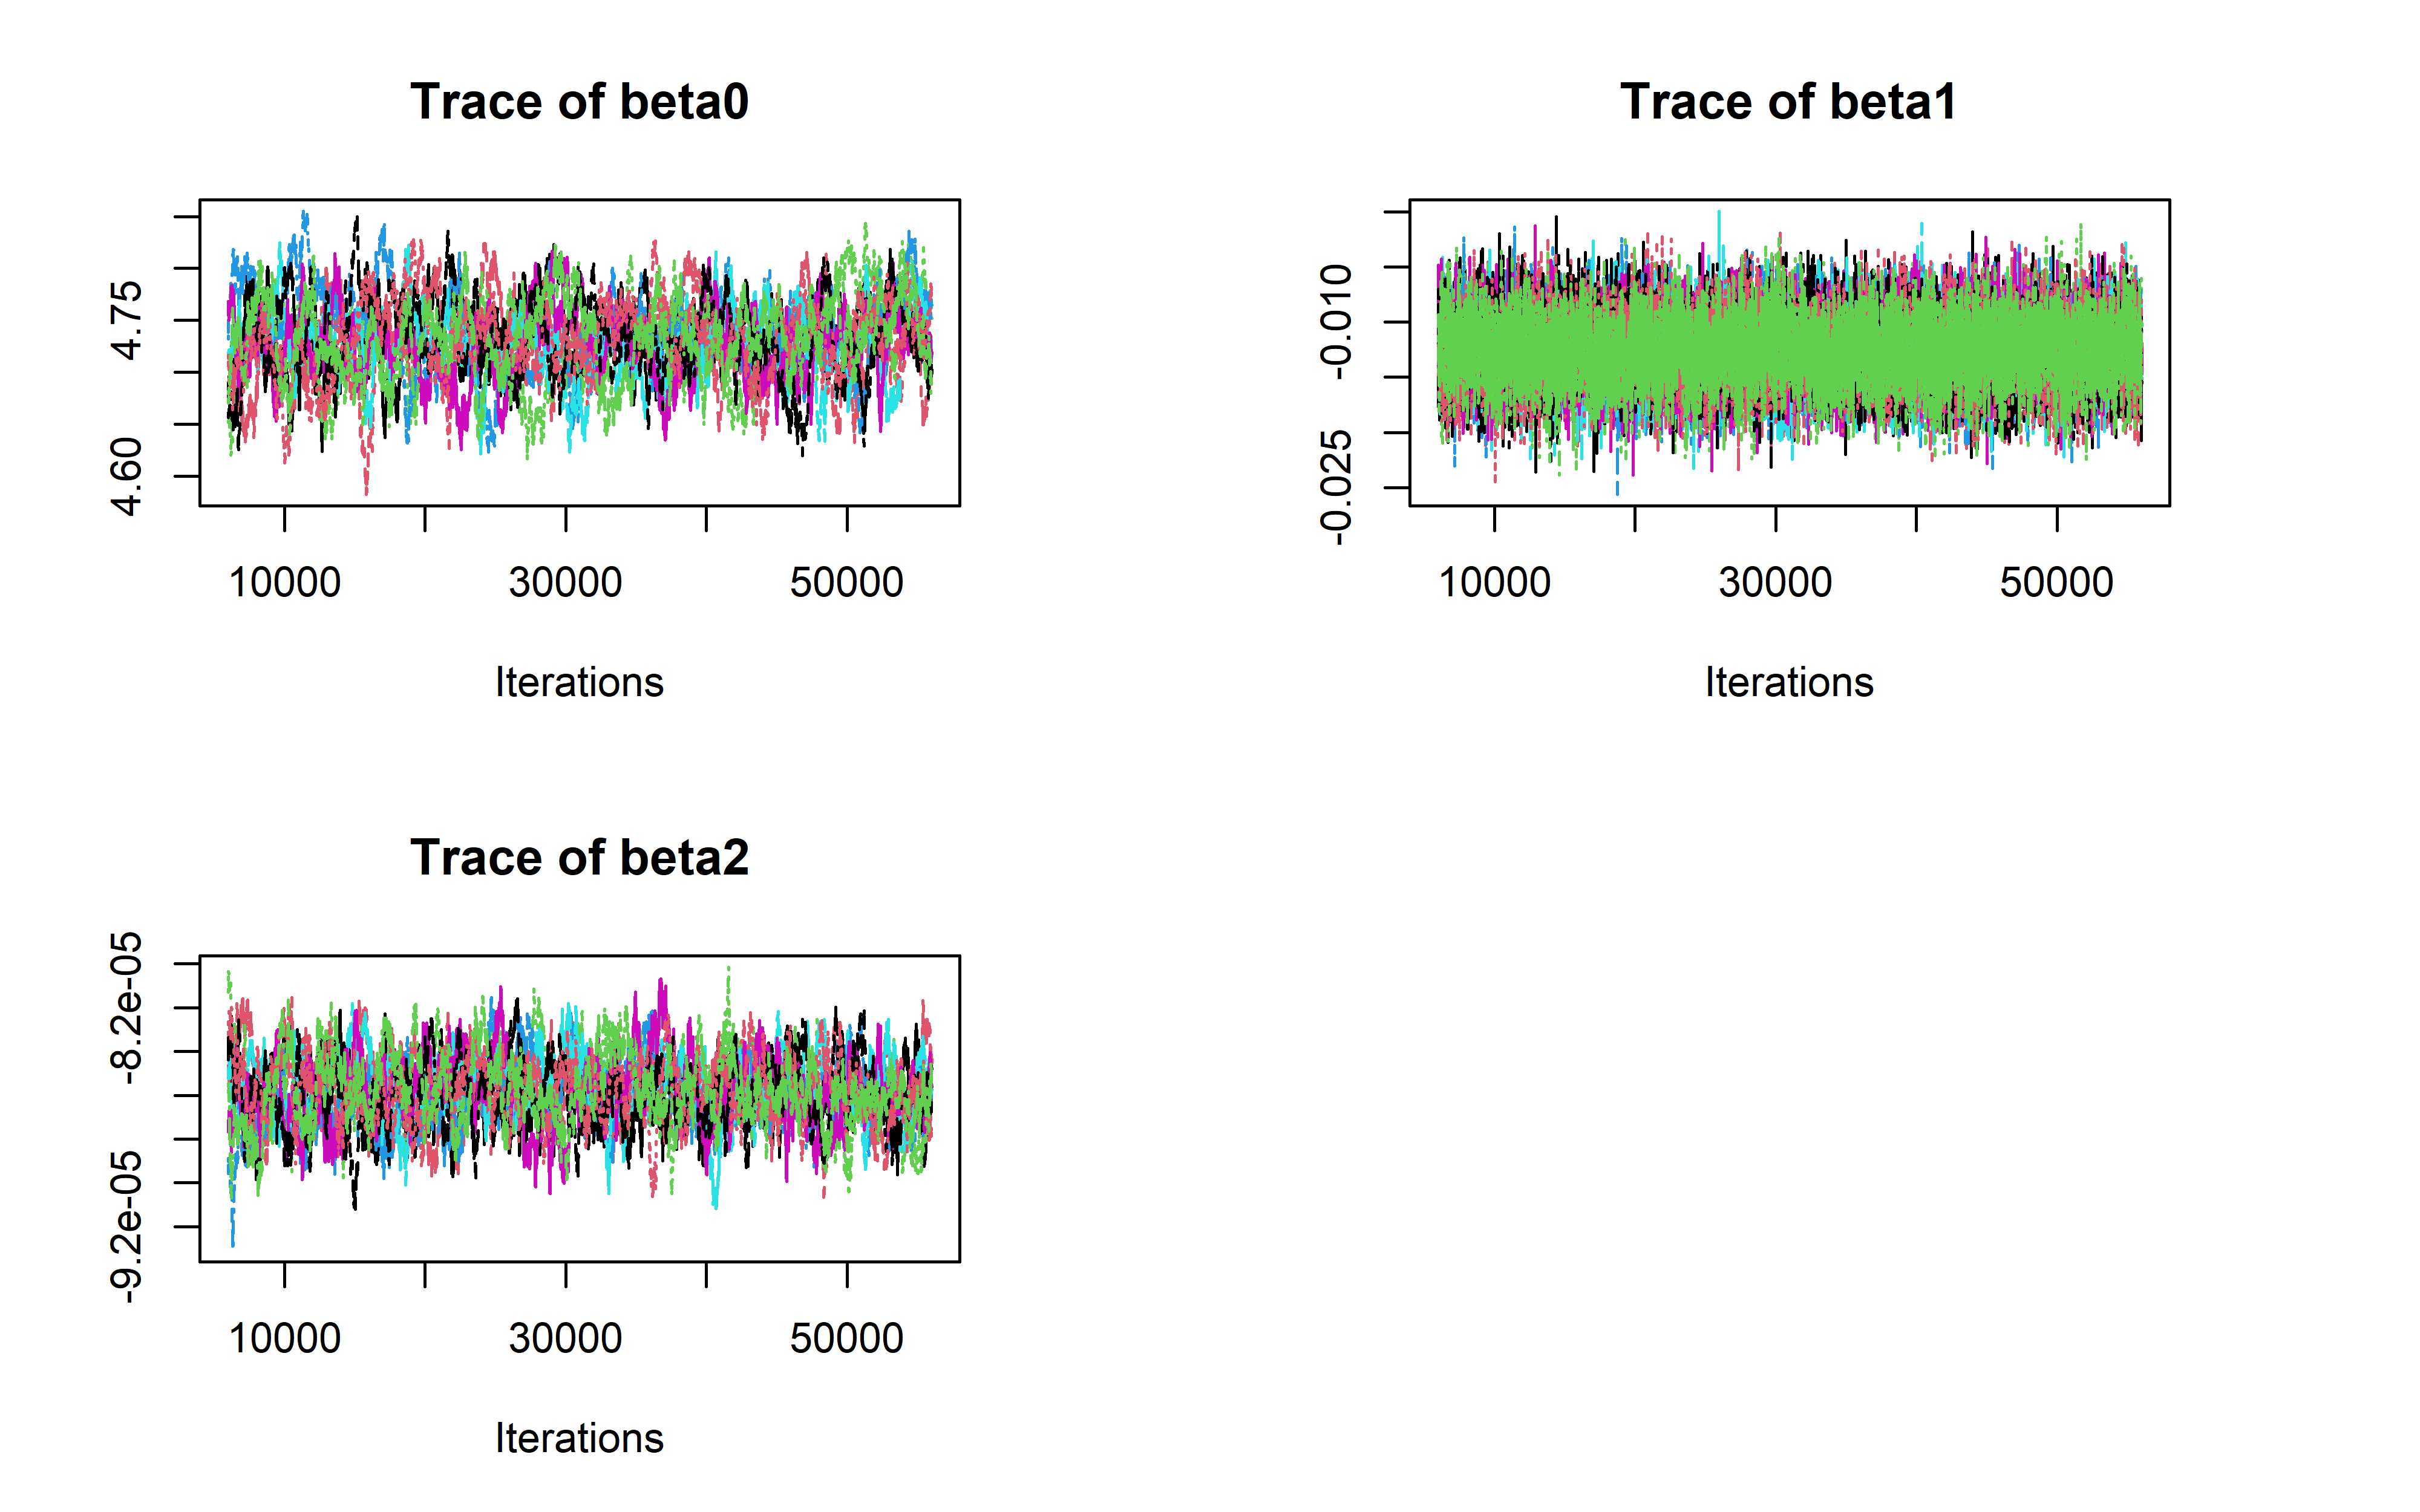 Trace of beta0
4.75
4.60
10000 30000 50000
Iterations
Trace of beta1
-0.010
-0.025
10000 30000 50000
Iterations
Trace of beta2
-8.2e-05
-9.2e-05
10000 30000 50000
Iterations